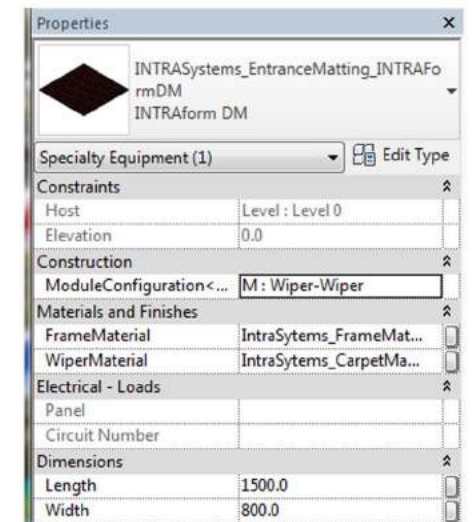 Properties
INTRASystems_EntranceMatting_INTRAFo
rmDM
INTRAform DM
Specialty Equipment (1) Edit Type
Constraints
Host Level : Level 0
Elevation 0.0
Construction
ModuleConfiguration<... M : Wiper-Wiper
Materials and Finishes
FrameMaterial IntraSytems_FrameMat...
WiperMaterial IntraSytems_CarpetMa...
Electrical - Loads
Panel
Circuit Number
Dimensions
Length 1500.0
Width 800.0